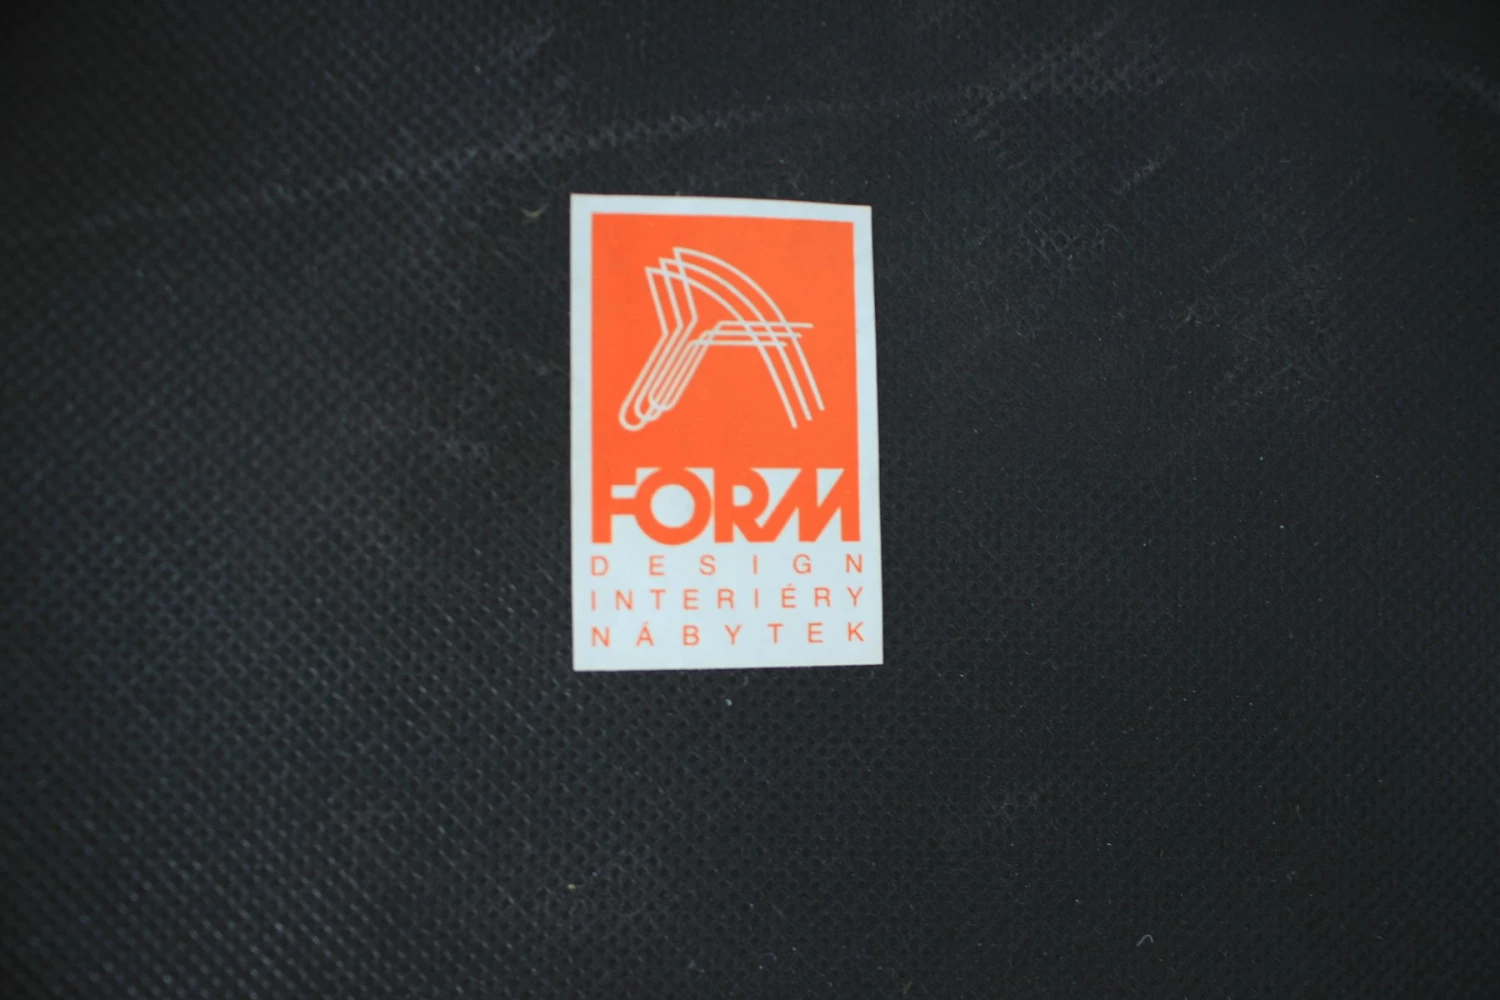 FORM
DESIGN
INTERIÉRY
NÁBYTEK